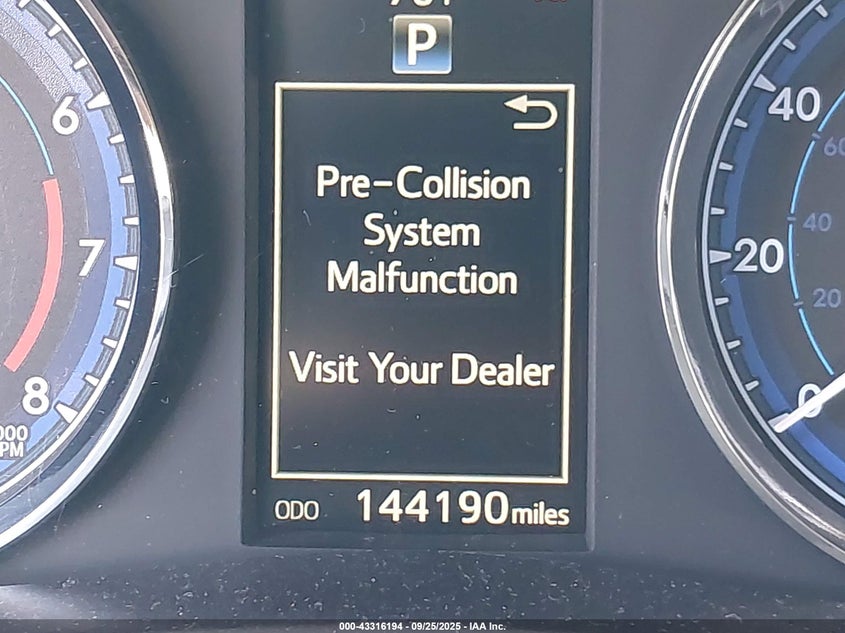 P
6
7
8
Pre-Collision
System
Malfunction
Visit Your Dealer
ODO 144190 miles
40
20
0
60
40
20
000-43316194 - 09/25/2025 - IAA Inc.